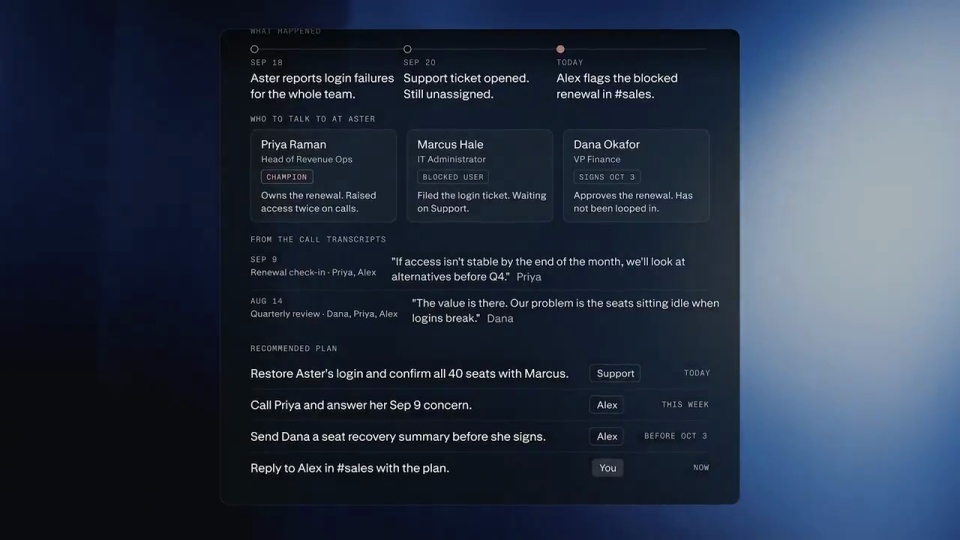 WHAT HAPPENED
SEP 18
Aster reports login failures
for the whole team.
SEP 20
Support ticket opened.
Still unassigned.
TODAY
Alex flags the blocked
renewal in #sales.
WHO TO TALK TO AT ASTER
Priya Raman
Head of Revenue Ops
CHAMPION
Owns the renewal. Raised
access twice on calls.
Marcus Hale
IT Administrator
BLOCKED USER
Filed the login ticket. Waiting
on Support.
Dana Okafor
VP Finance
SIGNS OCT 3
Approves the renewal. Has
not been looped in.
FROM THE CALL TRANSCRIPTS
SEP 9
Renewal check-in · Priya, Alex
"If access isn't stable by the end of the month, we'll look at
alternatives before Q4." Priya
AUG 14
Quarterly review · Dana, Priya, Alex
"The value is there. Our problem is the seats sitting idle when
logins break." Dana
RECOMMENDED PLAN
Restore Aster's login and confirm all 40 seats with Marcus. Support TODAY
Call Priya and answer her Sep 9 concern. Alex THIS WEEK
Send Dana a seat recovery summary before she signs. Alex BEFORE OCT 3
Reply to Alex in #sales with the plan. You NOW